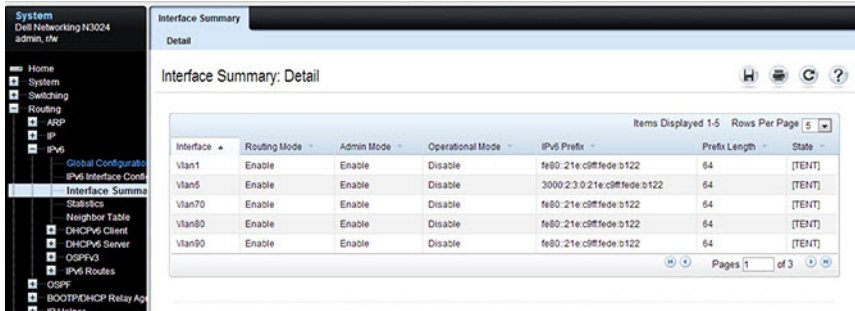 System
Dell Networking N3024
admin, r/w
Home
System
Switching
Routing
ARP
IP
IPv6
Global Configuratio
IPv6 Interface Confi
Interface Summa
Statistics
Neighbor Table
DHCPv6 Client
DHCPv6 Server
OSPFv3
IPv6 Routes
OSPF
BOOTP/DHCP Relay Age
IP Helper
Interface Summary
Detail
Interface Summary: Detail
Items Displayed 1-5 Rows Per Page 5
Interface Routing Mode Admin Mode Operational Mode IPv6 Prefix Prefix Length State
Vlan1 Enable Enable Disable fe80::21e:c9ff:fede:b122 64 [TENT]
Vlan5 Enable Enable Disable 3000:2:3:0:21e:c9ff:fede:b122 64 [TENT]
Vlan70 Enable Enable Disable fe80::21e:c9ff:fede:b122 64 [TENT]
Vlan80 Enable Enable Disable fe80::21e:c9ff:fede:b122 64 [TENT]
Vlan90 Enable Enable Disable fe80::21e:c9ff:fede:b122 64 [TENT]
Pages 1 of 3